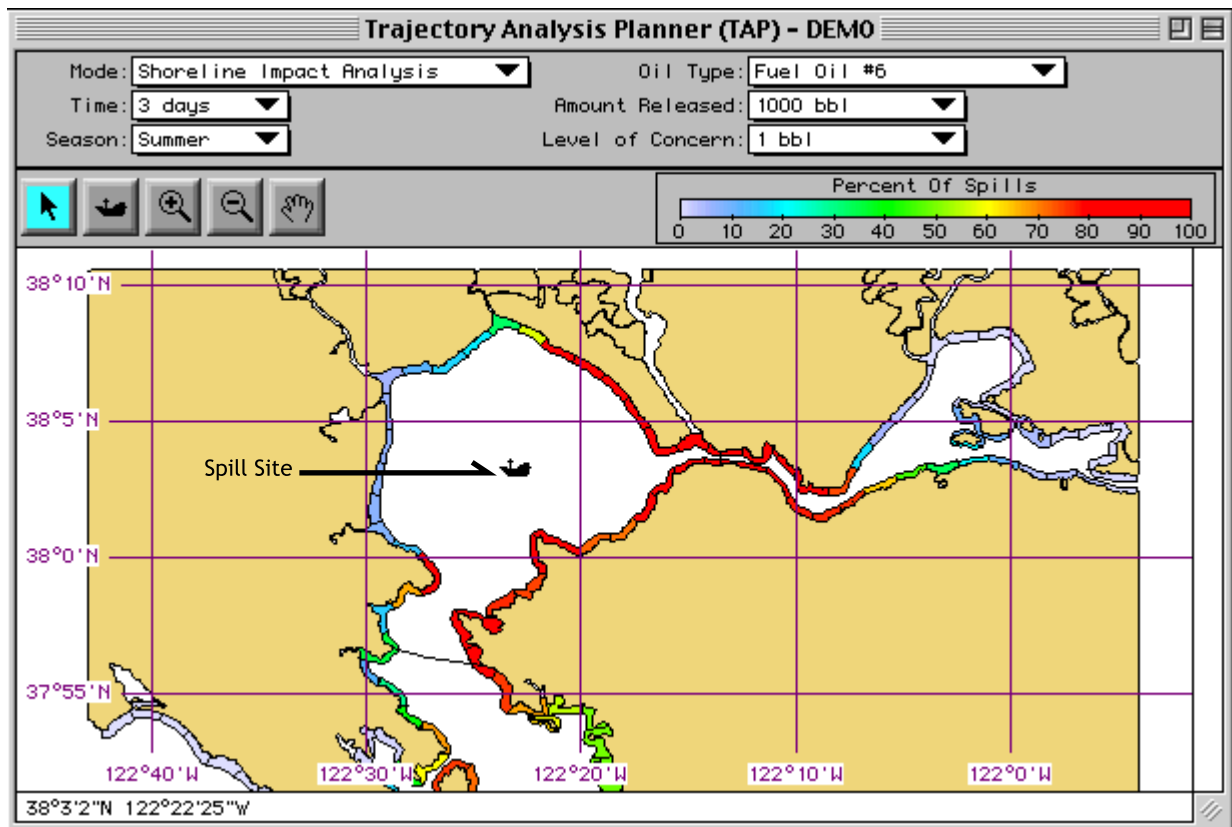 Trajectory Analysis Planner (TAP) - DEMO
Mode: Shoreline Impact Analysis
Oil Type: Fuel Oil #6
Time: 3 days
Amount Released: 1000 bbl
Season: Summer
Level of Concern: 1 bbl
Percent Of Spills
0 10 20 30 40 50 60 70 80 90 100
38°10'N
38°5'N
Spill Site
38°0'N
37°55'N
122°40'W 122°30'W 122°20'W 122°10'W 122°0'W
38°3'2"N 122°22'25"W